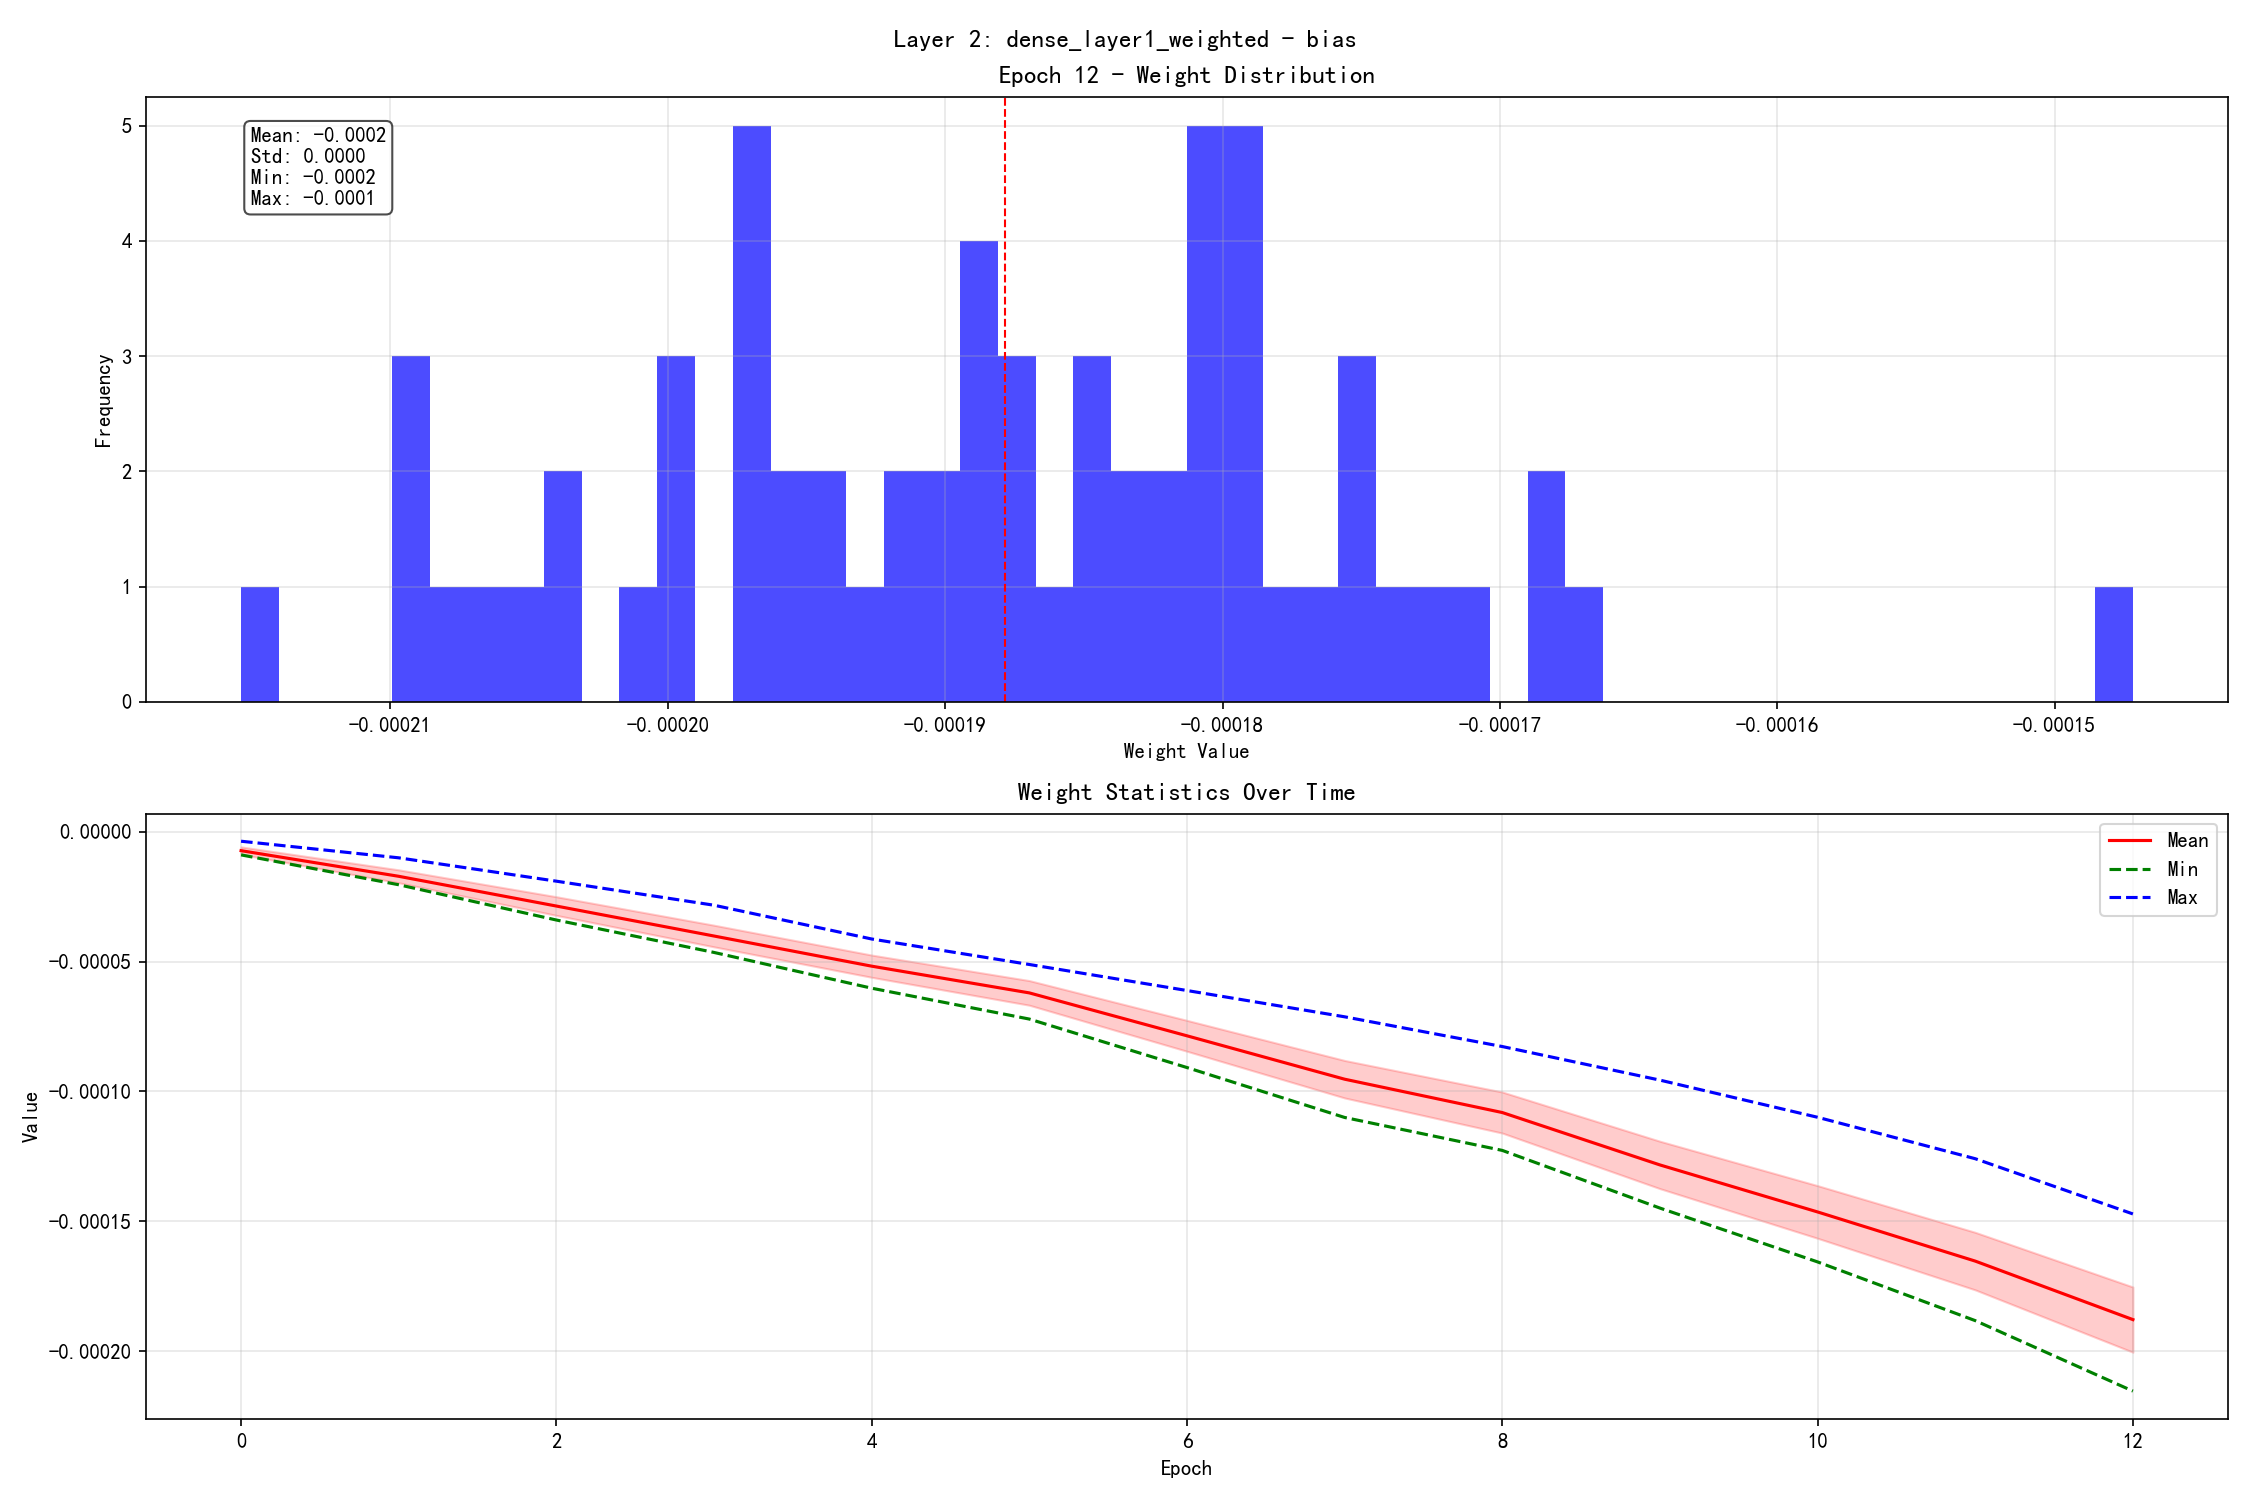 Layer 2: dense_layer1_weighted - bias
Epoch 12 - Weight Distribution
Mean: -0.0002
Std: 0.0000
Min: -0.0002
Max: -0.0001
5
4
3
2
1
0
Frequency
-0.00021 -0.00020 -0.00019 -0.00018 -0.00017 -0.00016 -0.00015
Weight Value
Weight Statistics Over Time
Mean
Min
Max
0.00000
-0.00005
-0.00010
-0.00015
-0.00020
Value
0 2 4 6 8 10 12
Epoch